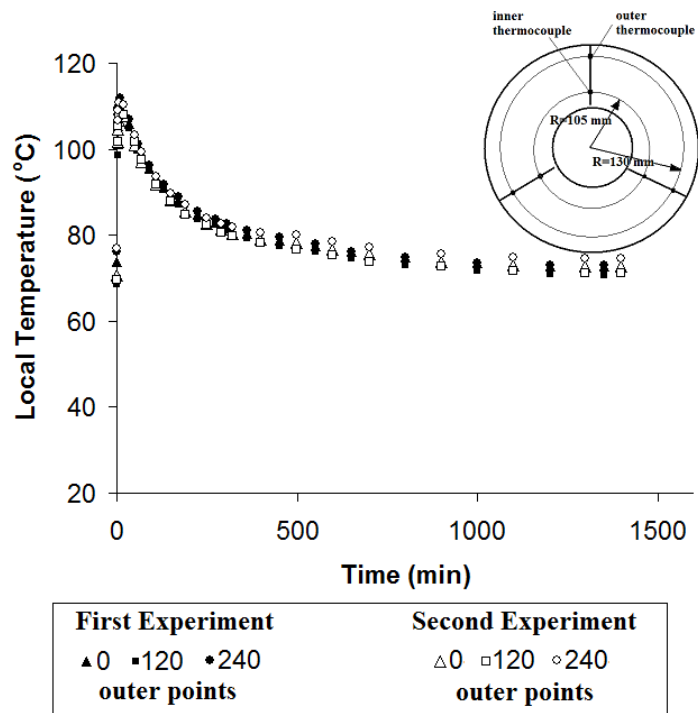 inner
thermocouple
outer
thermocouple
R=105 mm
R=130 mm
120
100
80
60
40
20
0
500
1000
1500
Local Temperature (°C)
Time (min)
First Experiment
▲0 ■120 ●240
outer points
Second Experiment
△0 □120 ○240
outer points